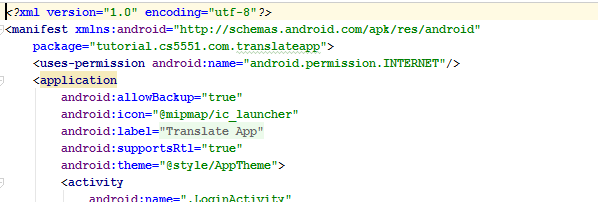 <?xml version="1.0" encoding="utf-8"?>
<manifest xmlns:android="http://schemas.android.com/apk/res/android"
package="tutorial.cs5551.com.translateapp">
<uses-permission android:name="android.permission.INTERNET"/>
<application
android:allowBackup="true"
android:icon="@mipmap/ic_launcher"
android:label="Translate App"
android:supportsRtl="true"
android:theme="@style/AppTheme">
<activity
android:name=".LoginActivity"